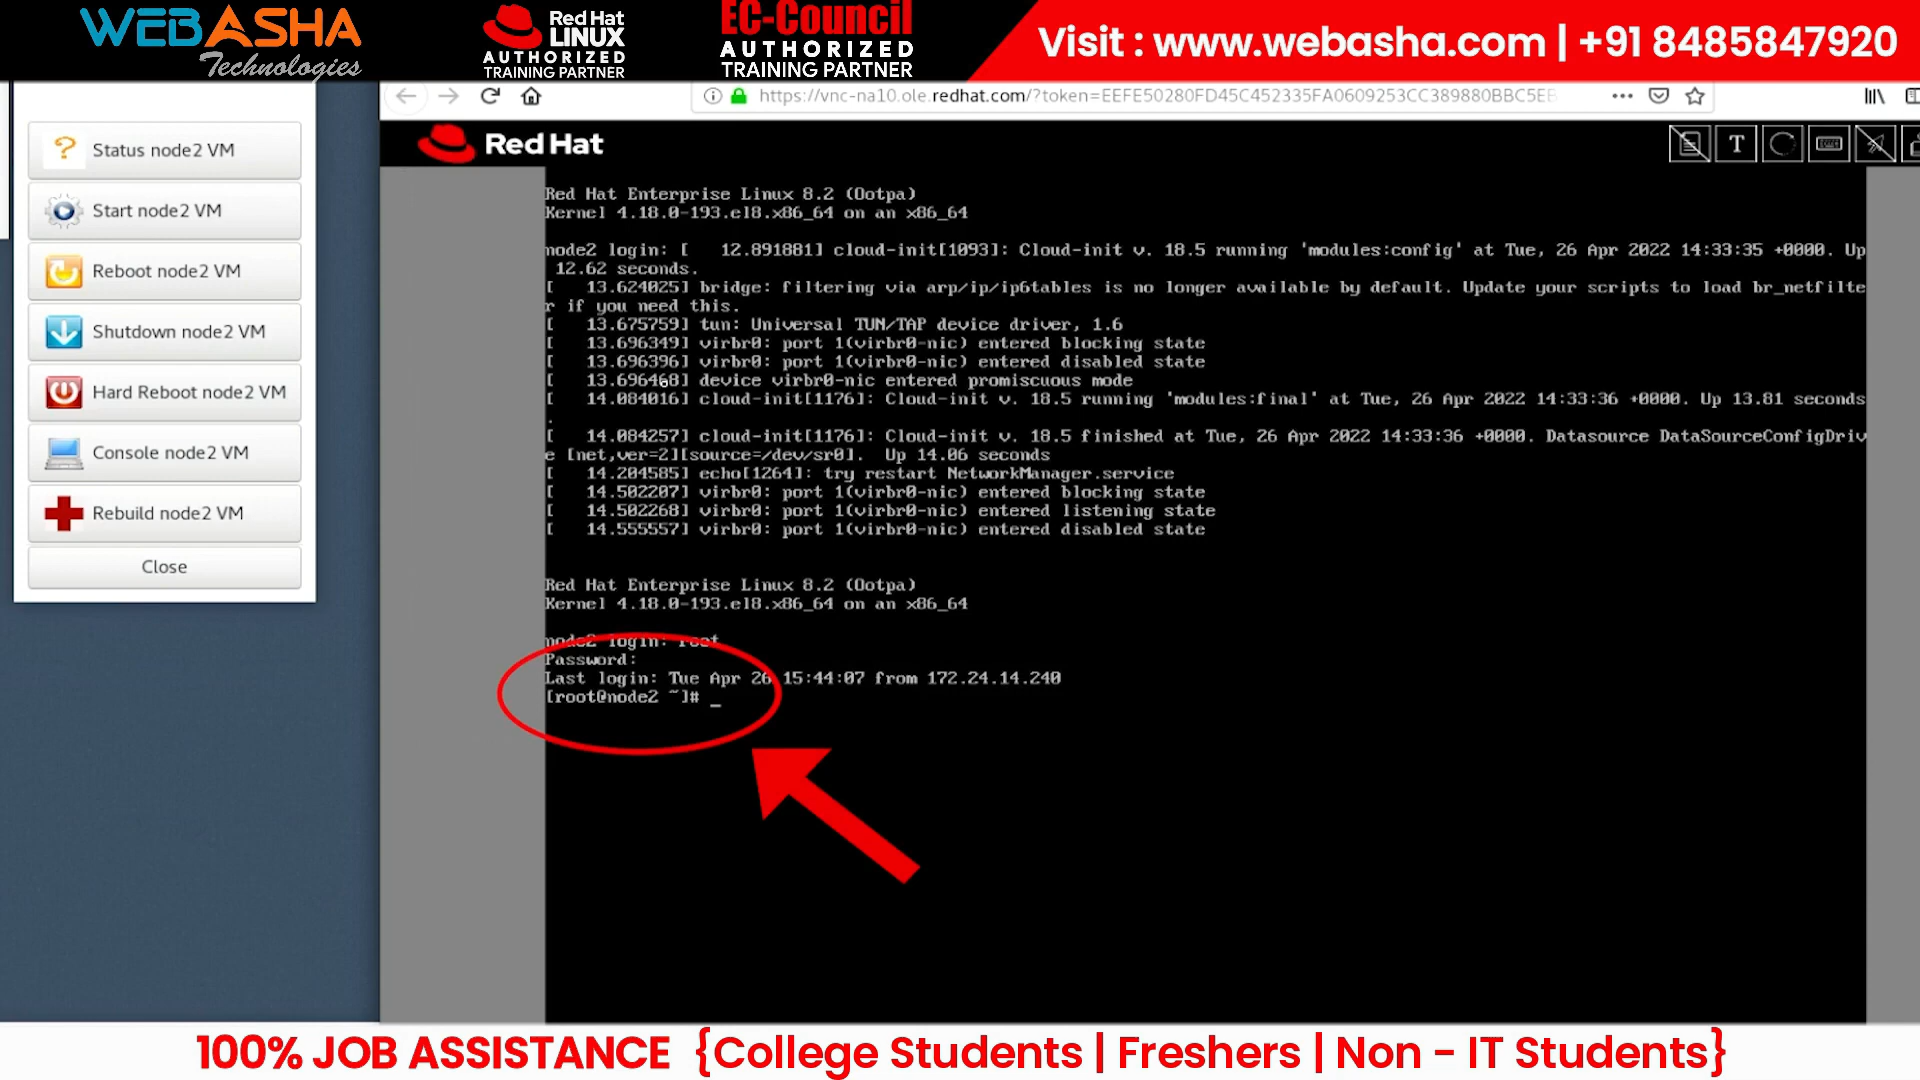 WEBASHA
Technologies
Red Hat
LINUX
AUTHORIZED
TRAINING PARTNER
EC-Council
AUTHORIZED
TRAINING PARTNER
Visit : www.webasha.com | +91 8485847920
https://vnc-na10.ole.redhat.com/?token=EEFE50280FD45C452335FA0609253CC389880BBC5EB
Red Hat
T
Status node2 VM
Start node2 VM
Reboot node2 VM
Shutdown node2 VM
Hard Reboot node2 VM
Console node2 VM
Rebuild node2 VM
Close
Red Hat Enterprise Linux 8.2 (Ootpa)
Kernel 4.18.0-193.el8.x86_64 on an x86_64
node2 login: [   12.891881] cloud-init[1093]: Cloud-init v. 18.5 running 'modules:config' at Tue, 26 Apr 2022 14:33:35 +0000. Up
12.62 seconds.
[   13.624025] bridge: filtering via arp/ip/ip6tables is no longer available by default. Update your scripts to load br_netfilte
r if you need this.
[   13.675759] tun: Universal TUN/TAP device driver, 1.6
[   13.696349] virbr0: port 1(virbr0-nic) entered blocking state
[   13.696396] virbr0: port 1(virbr0-nic) entered disabled state
[   13.696468] device virbr0-nic entered promiscuous mode
[   14.084016] cloud-init[1176]: Cloud-init v. 18.5 running 'modules:final' at Tue, 26 Apr 2022 14:33:36 +0000. Up 13.81 seconds
.
[   14.084257] cloud-init[1176]: Cloud-init v. 18.5 finished at Tue, 26 Apr 2022 14:33:36 +0000. Datasource DataSourceConfigDriv
e [net,ver=2][source=/dev/sr0].  Up 14.06 seconds
[   14.204585] echo[1264]: try restart NetworkManager.service
[   14.502207] virbr0: port 1(virbr0-nic) entered blocking state
[   14.502268] virbr0: port 1(virbr0-nic) entered listening state
[   14.555557] virbr0: port 1(virbr0-nic) entered disabled state
Red Hat Enterprise Linux 8.2 (Ootpa)
Kernel 4.18.0-193.el8.x86_64 on an x86_64
node2 login: root
Password:
Last login: Tue Apr 26 15:44:07 from 172.24.14.240
[root@node2 ~]# _
100% JOB ASSISTANCE {College Students | Freshers | Non - IT Students}